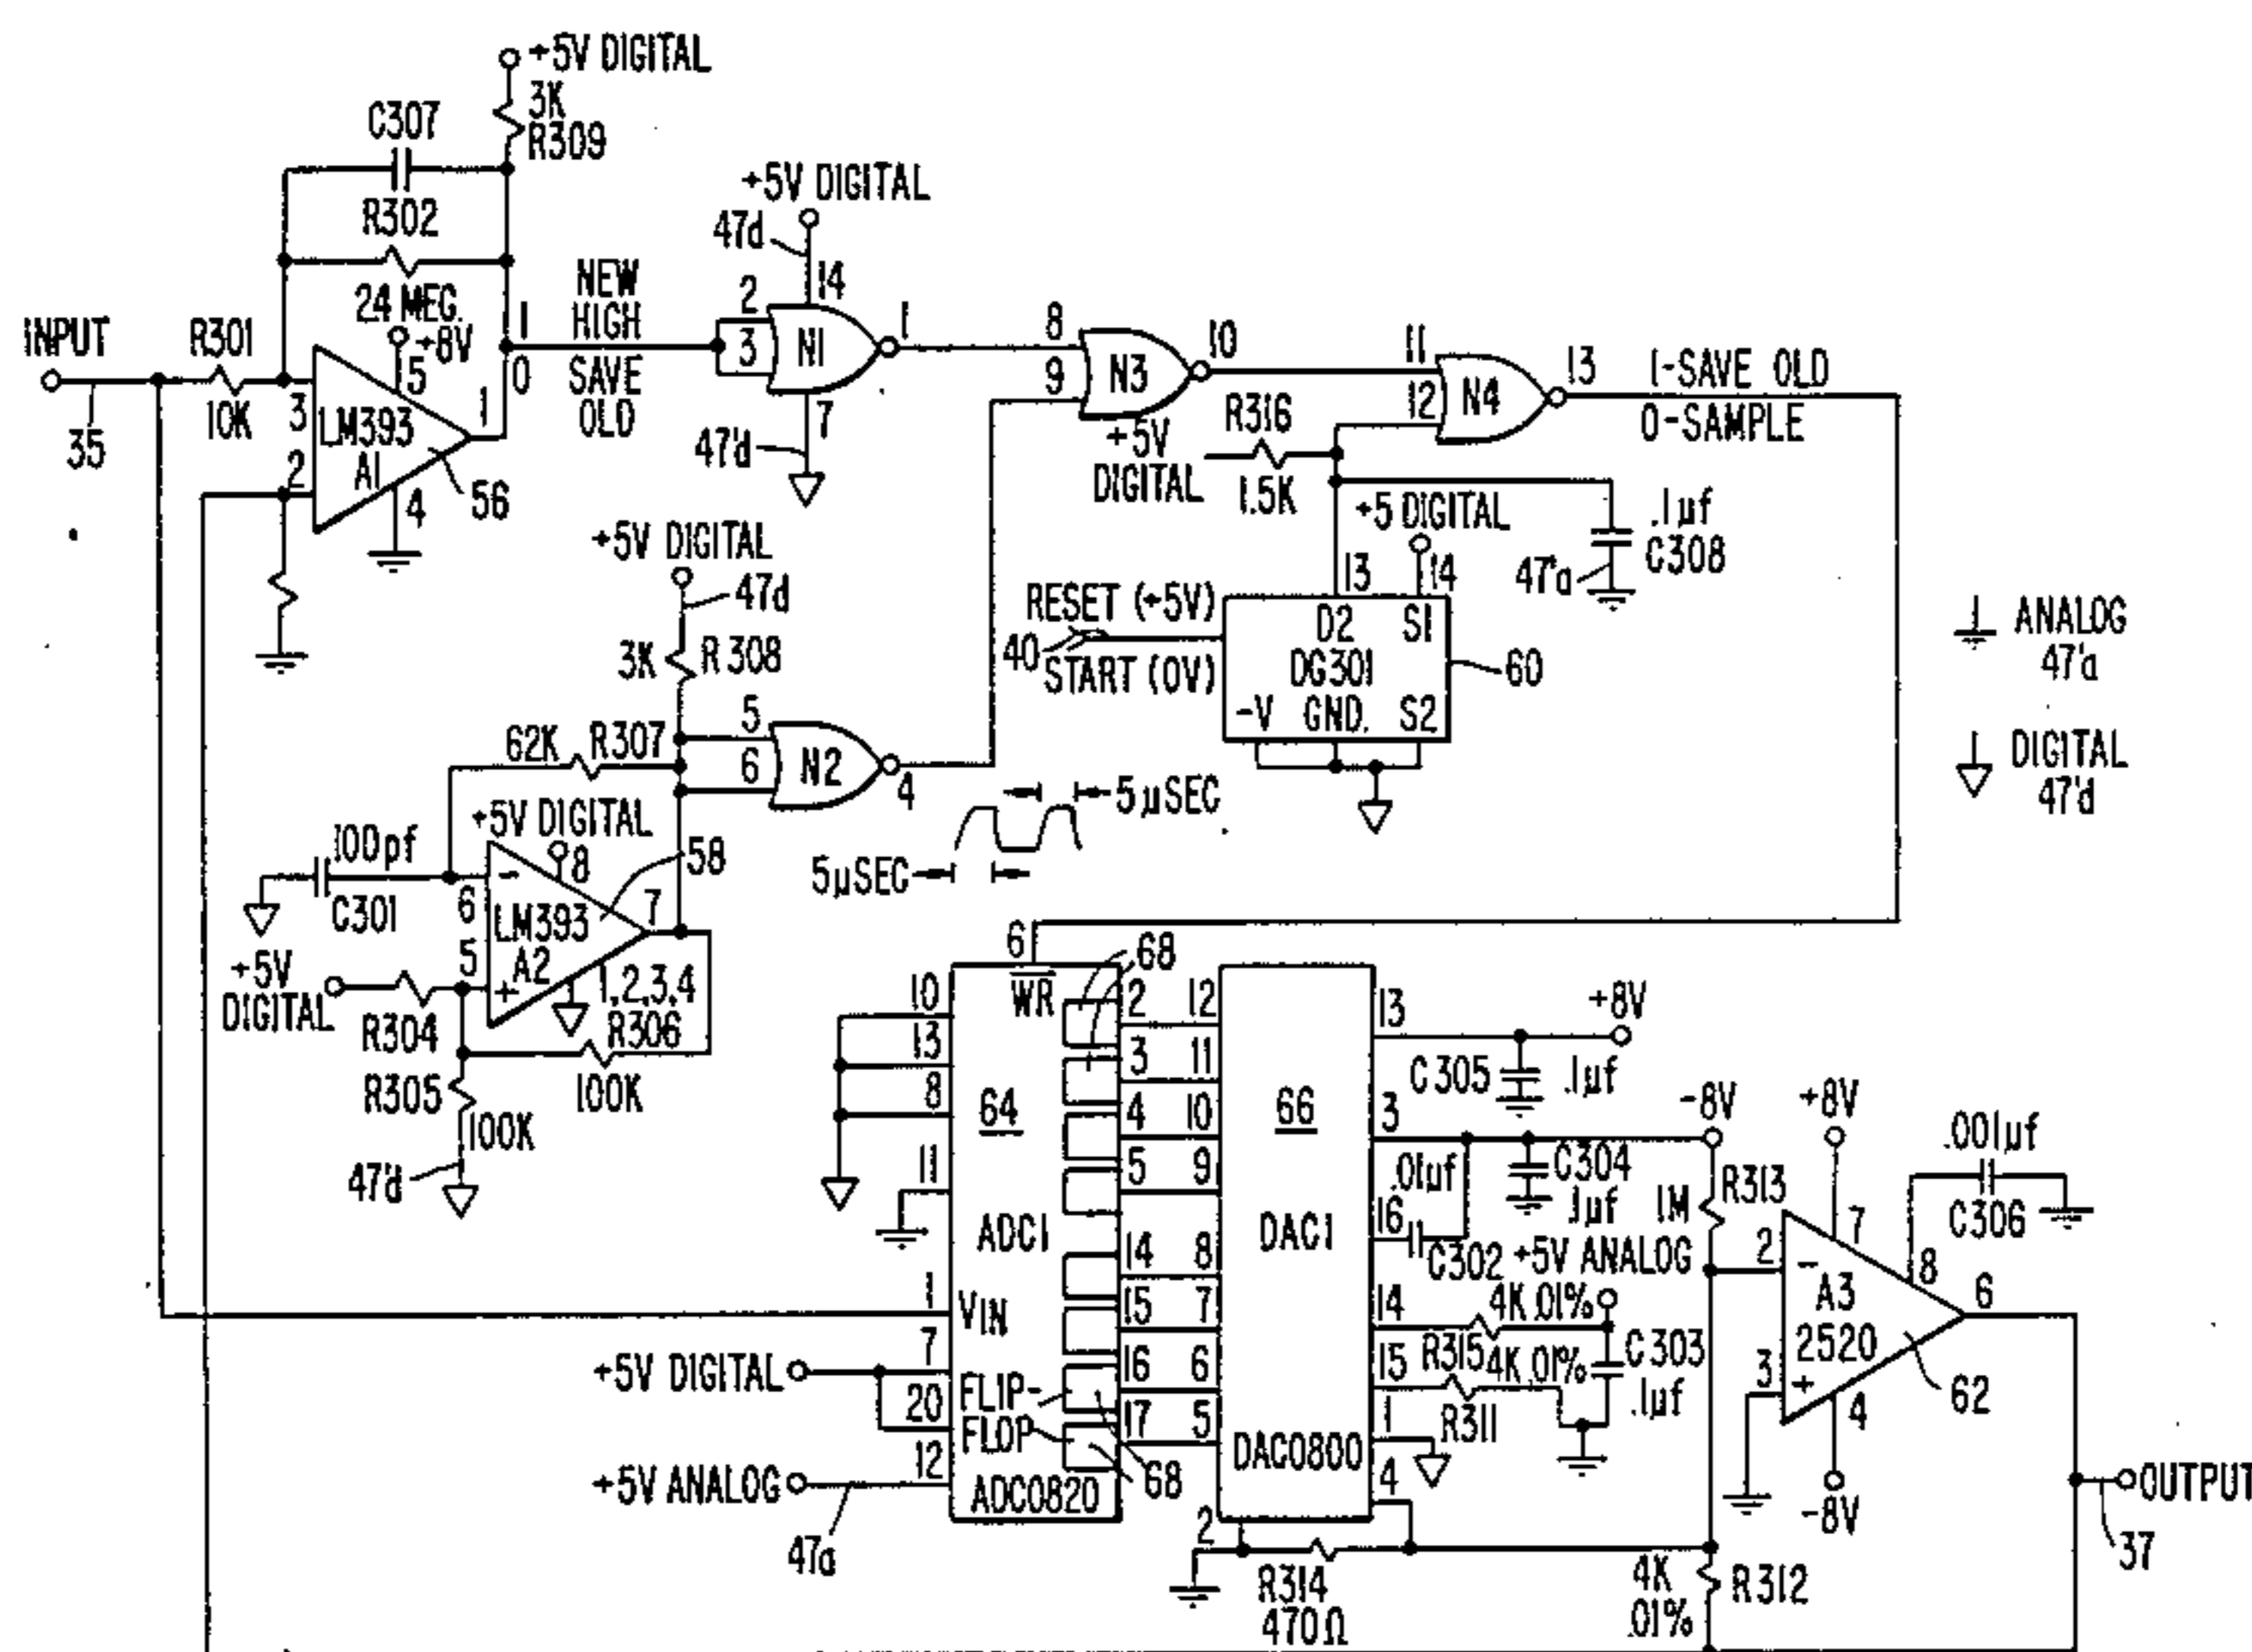 +5V DIGITAL
3K
R309
C307
R302
24 MEG.
+8V
INPUT
R301
10K
35
3
2
5
LM393
A1
1
4
56
1
0
NEW
HIGH
SAVE
OLD
+5V DIGITAL
47d
14
2
3
N1
1
7
47'd
8
9
N3
10
11
12
N4
13
1-SAVE OLD
0-SAMPLE
R316
+5V
DIGITAL
1.5K
+5 DIGITAL
.1µf
C308
47'a
13
14
RESET (+5V)
40
START (0V)
D2
S1
DG301
-V
GND.
S2
60
ANALOG
47'a
DIGITAL
47'd
+5V DIGITAL
47d
3K
R308
62K
R307
5
6
N2
4
5µSEC
5µSEC
+5V DIGITAL
100pf
C301
8
58
6
-
LM393
7
5
+
A2
+5V
DIGITAL
R304
1,2,3,4
R306
100K
R305
100K
47'd
6
68
10
WR
2
12
13
3
11
8
64
4
10
66
11
5
9
ADC1
14
8
DAC1
1
VIN
15
7
7
16
6
+5V DIGITAL
20
FLIP-
FLOP
17
5
DAC0800
12
+5V ANALOG
ADC0820
68
47a
13
+8V
C305
.1µf
3
-8V
+8V
.01µf
C304
.1µf
16
C302
1M
R313
.001µf
C306
+5V ANALOG
14
4K .01%
R315
15
4K .01%
R311
C303
.1µf
1
4
2
-
7
8
A3
2520
6
3
+
4
62
-8V
OUTPUT
37
2
R314
470Ω
4K
.01%
R312